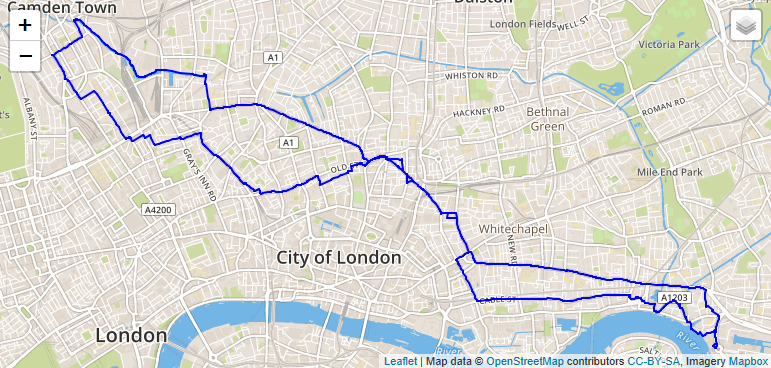 Camden Town
Dalston
+
−
London Fields
WELL ST
A1
Victoria Park
WHISTON RD
ALBANY ST
HACKNEY RD
ROMAN RD
Bethnal
Green
A1
GRAY'S INN RD
OLD ST
Mile End Park
A4200
Whitechapel
NEW RD
City of London
CABLE ST
A1203
London
River
River
Leaflet | Map data © OpenStreetMap contributors CC-BY-SA, Imagery Mapbox